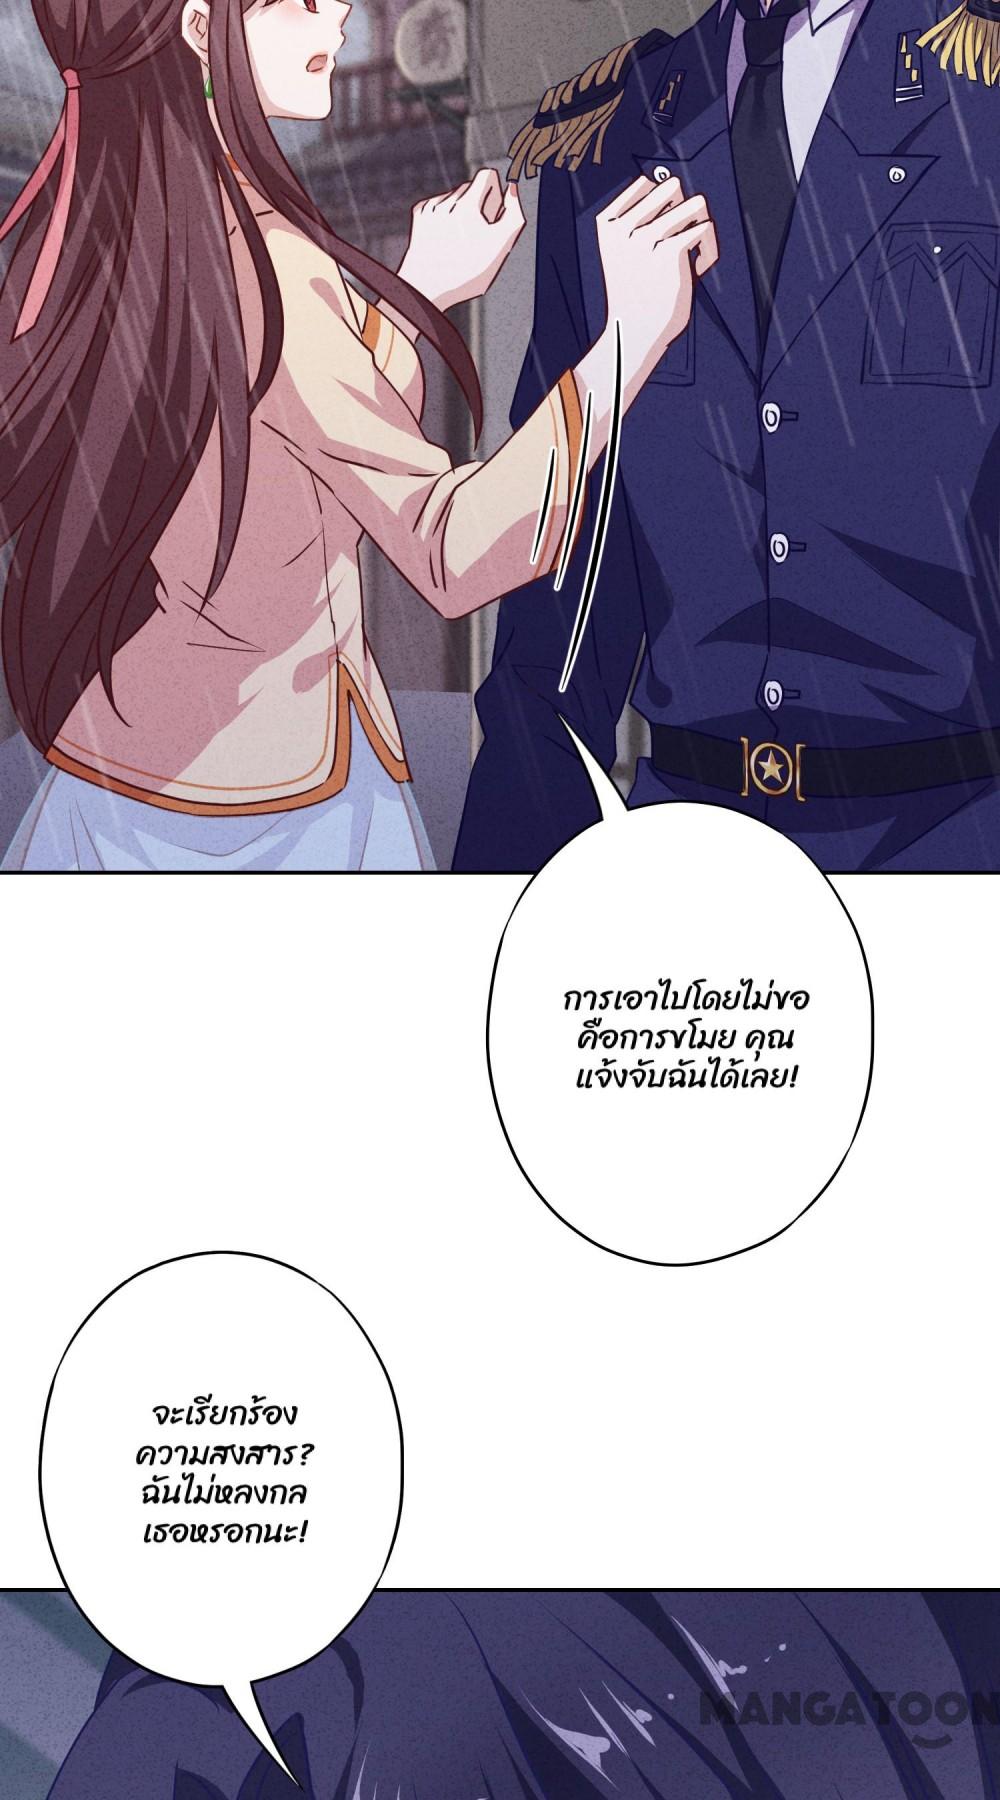 การเอาไปโดยไม่ขอ
คือการขโมย คุณ
แจ้งจับฉันได้เลย!
จะเรียกร้อง
ความสงสาร?
ฉันไม่หลงกล
เธอหรอกนะ!
MANGATOON